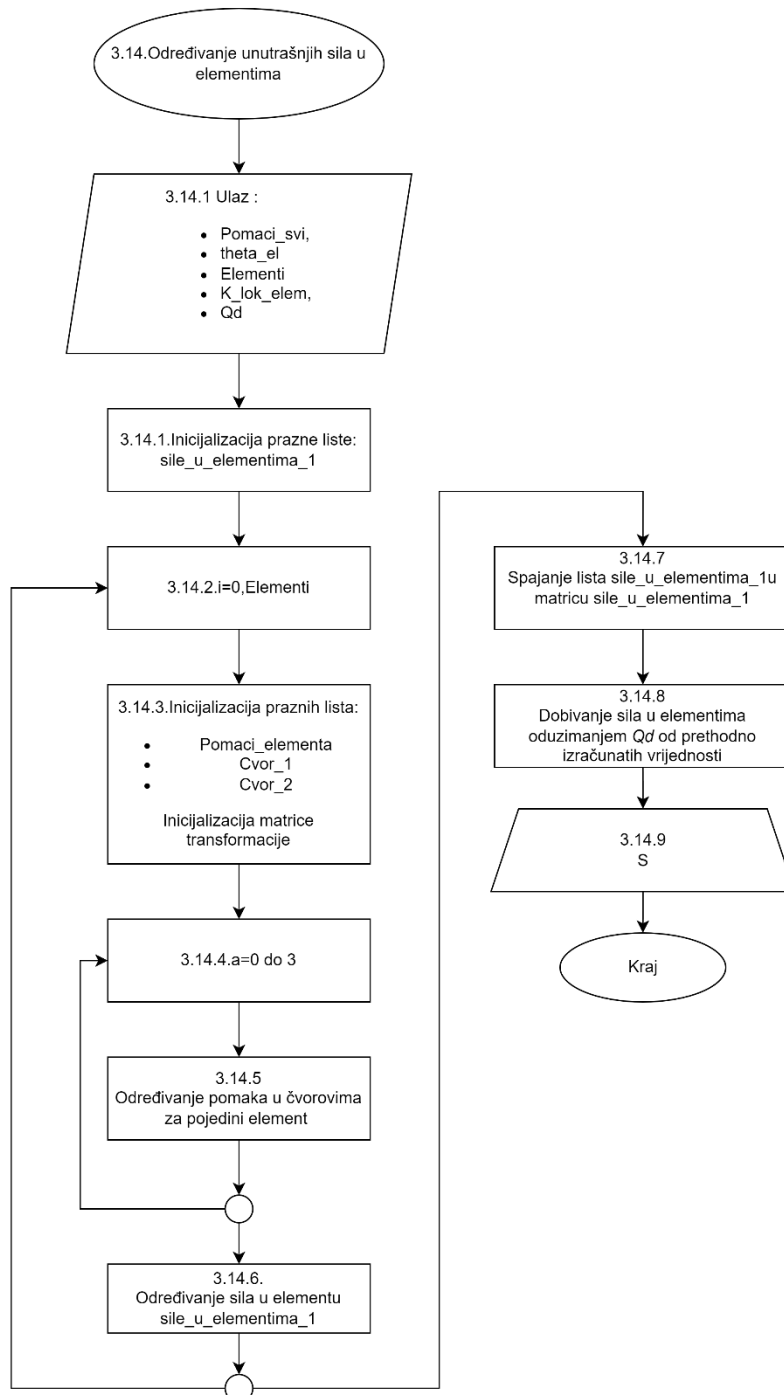 3.14.Određivanje unutrašnjih sila u
elementima
3.14.1 Ulaz :
• Pomaci_svi,
• theta_el
• Elementi
• K_lok_elem,
• Qd
3.14.1.Inicijalizacija prazne liste:
sile_u_elementima_1
3.14.2.i=0,Elementi
3.14.3.Inicijalizacija praznih lista:
• Pomaci_elementa
• Cvor_1
• Cvor_2
Inicijalizacija matrice
transformacije
3.14.4.a=0 do 3
3.14.5
Određivanje pomaka u čvorovima
za pojedini element
3.14.6.
Određivanje sila u elementu
sile_u_elementima_1
3.14.7
Spajanje lista sile_u_elementima_1u
matricu sile_u_elementima_1
3.14.8
Dobivanje sila u elementima
oduzimanjem Qd od prethodno
izračunatih vrijednosti
3.14.9
S
Kraj